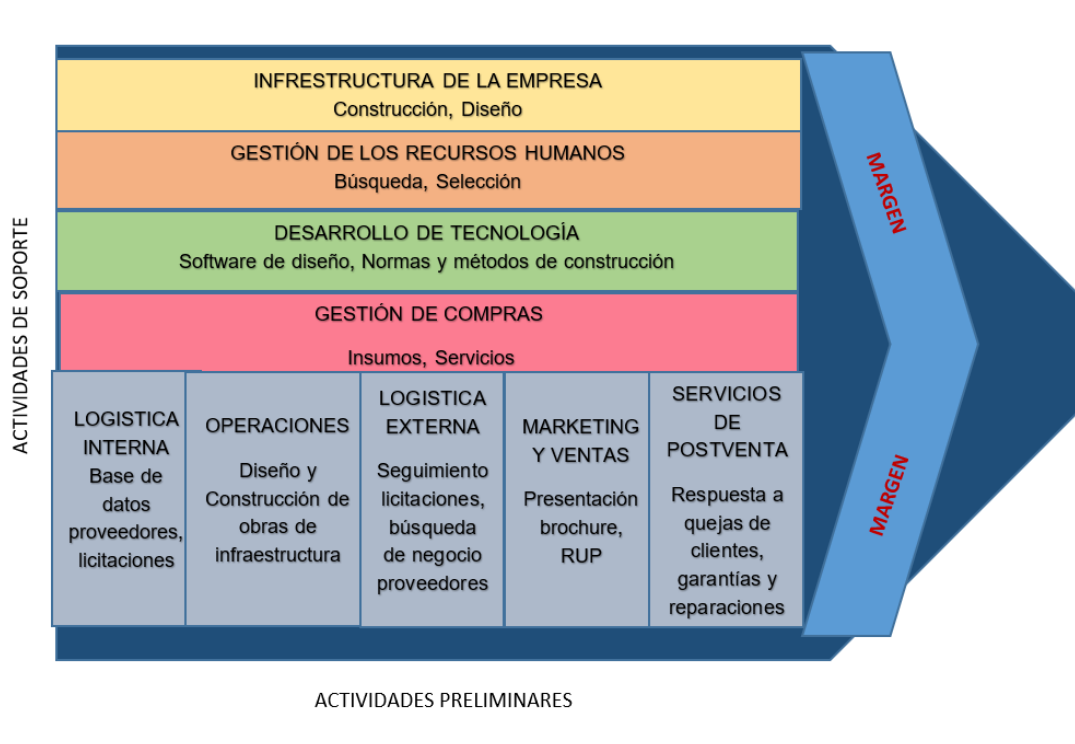 INFRESTRUCTURA DE LA EMPRESA
Construcción, Diseño
GESTIÓN DE LOS RECURSOS HUMANOS
Búsqueda, Selección
DESARROLLO DE TECNOLOGÍA
Software de diseño, Normas y métodos de construcción
GESTIÓN DE COMPRAS
Insumos, Servicios
ACTIVIDADES DE SOPORTE
LOGISTICA
INTERNA
Base de
datos
proveedores,
licitaciones
OPERACIONES
Diseño y
Construcción de
obras de
infraestructura
LOGISTICA
EXTERNA
Seguimiento
licitaciones,
búsqueda
de negocio
proveedores
MARKETING
Y VENTAS
Presentación
brochure,
RUP
SERVICIOS
DE
POSTVENTA
Respuesta a
quejas de
clientes,
garantías y
reparaciones
MARGEN
MARGEN
ACTIVIDADES PRELIMINARES